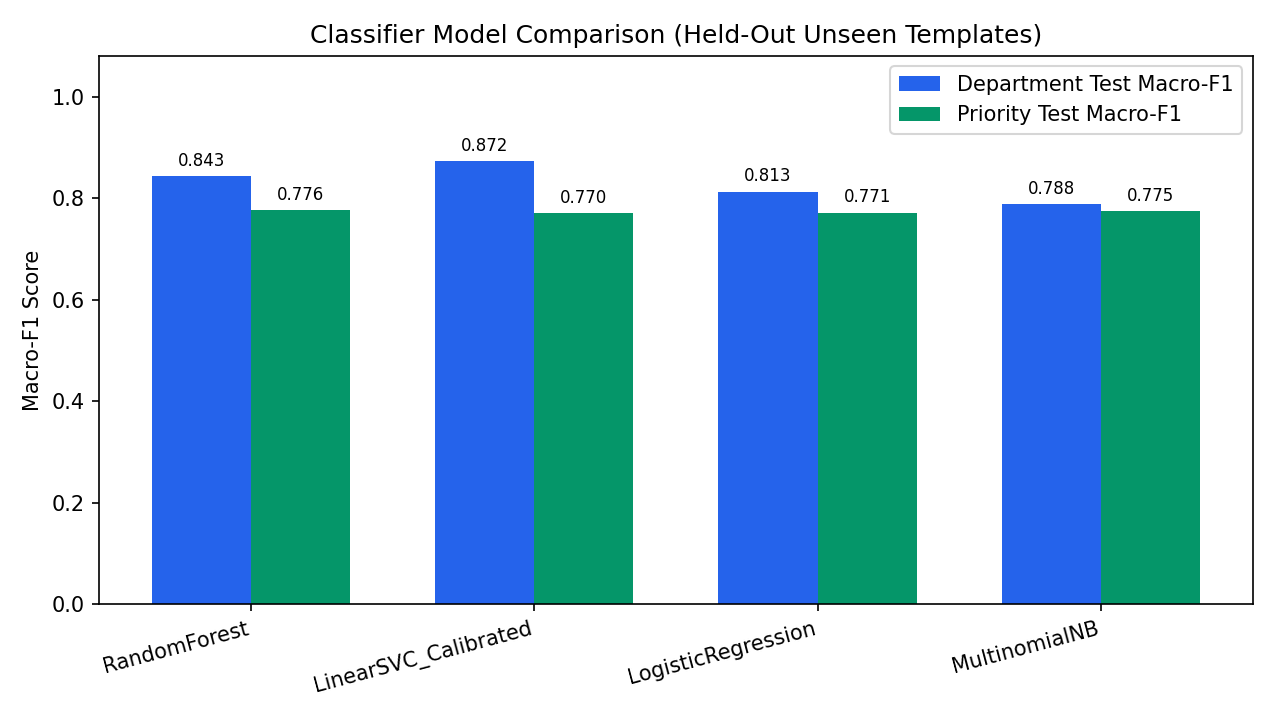 Classifier Model Comparison (Held-Out Unseen Templates)
Department Test Macro-F1
Priority Test Macro-F1
Macro-F1 Score
1.0
0.8
0.6
0.4
0.2
0.0
0.843
0.776
0.872
0.770
0.813
0.771
0.788
0.775
RandomForest
LinearSVC_Calibrated
LogisticRegression
MultinomialNB